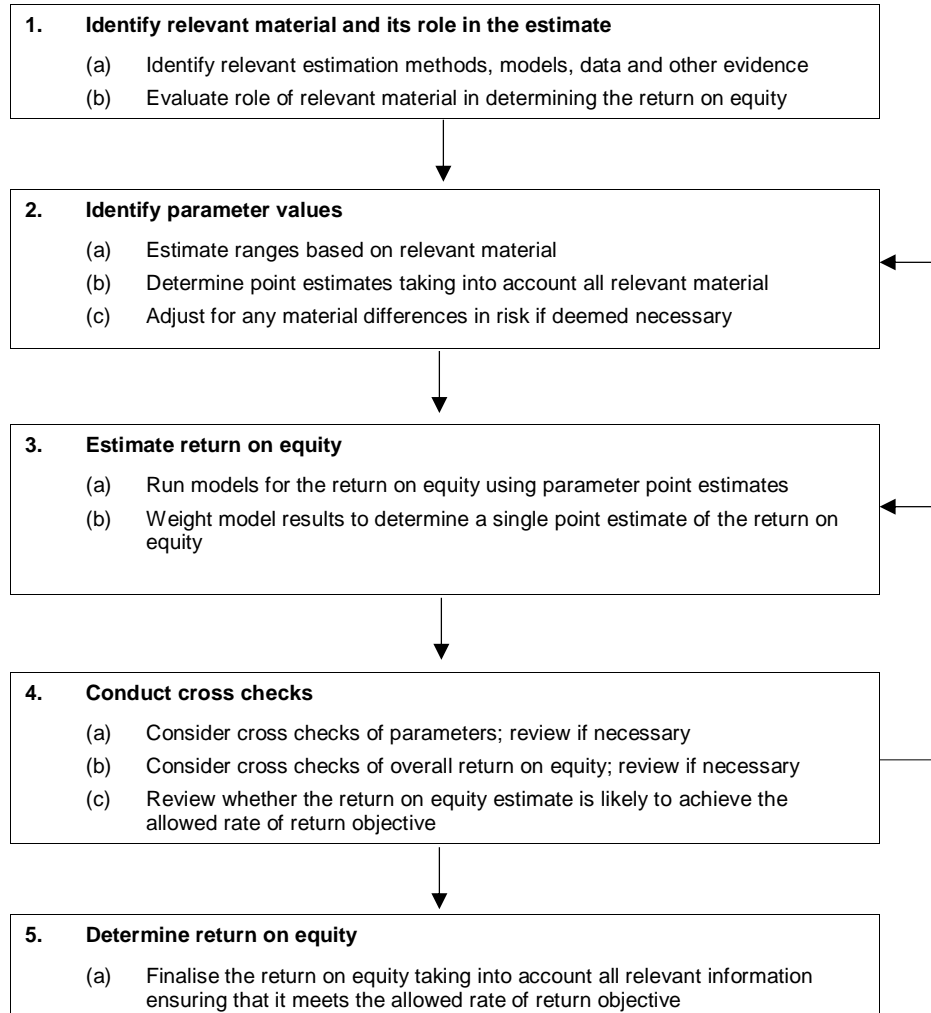 1. Identify relevant material and its role in the estimate
(a) Identify relevant estimation methods, models, data and other evidence
(b) Evaluate role of relevant material in determining the return on equity
2. Identify parameter values
(a) Estimate ranges based on relevant material
(b) Determine point estimates taking into account all relevant material
(c) Adjust for any material differences in risk if deemed necessary
3. Estimate return on equity
(a) Run models for the return on equity using parameter point estimates
(b) Weight model results to determine a single point estimate of the return on
equity
4. Conduct cross checks
(a) Consider cross checks of parameters; review if necessary
(b) Consider cross checks of overall return on equity; review if necessary
(c) Review whether the return on equity estimate is likely to achieve the
allowed rate of return objective
5. Determine return on equity
(a) Finalise the return on equity taking into account all relevant information
ensuring that it meets the allowed rate of return objective